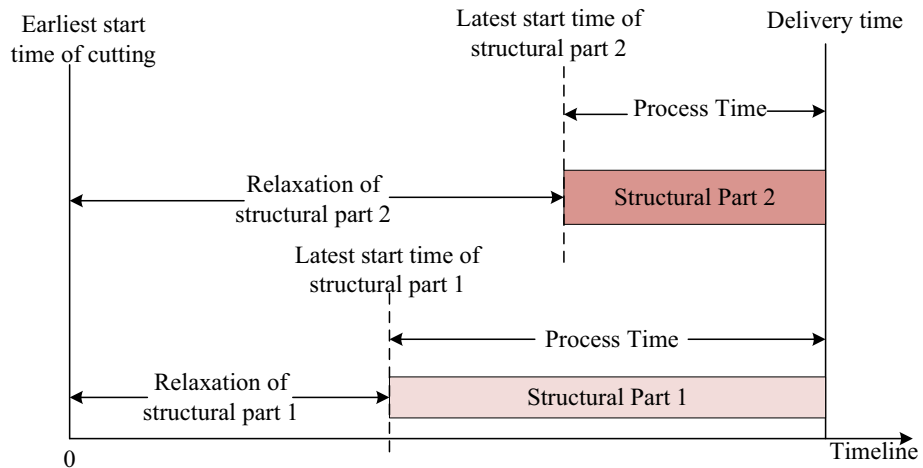 Earliest start
time of cutting
Latest start time of
structural part 2
Delivery time
Process Time
Relaxation of
structural part 2
Structural Part 2
Latest start time of
structural part 1
Process Time
Relaxation of
structural part 1
Structural Part 1
0
Timeline